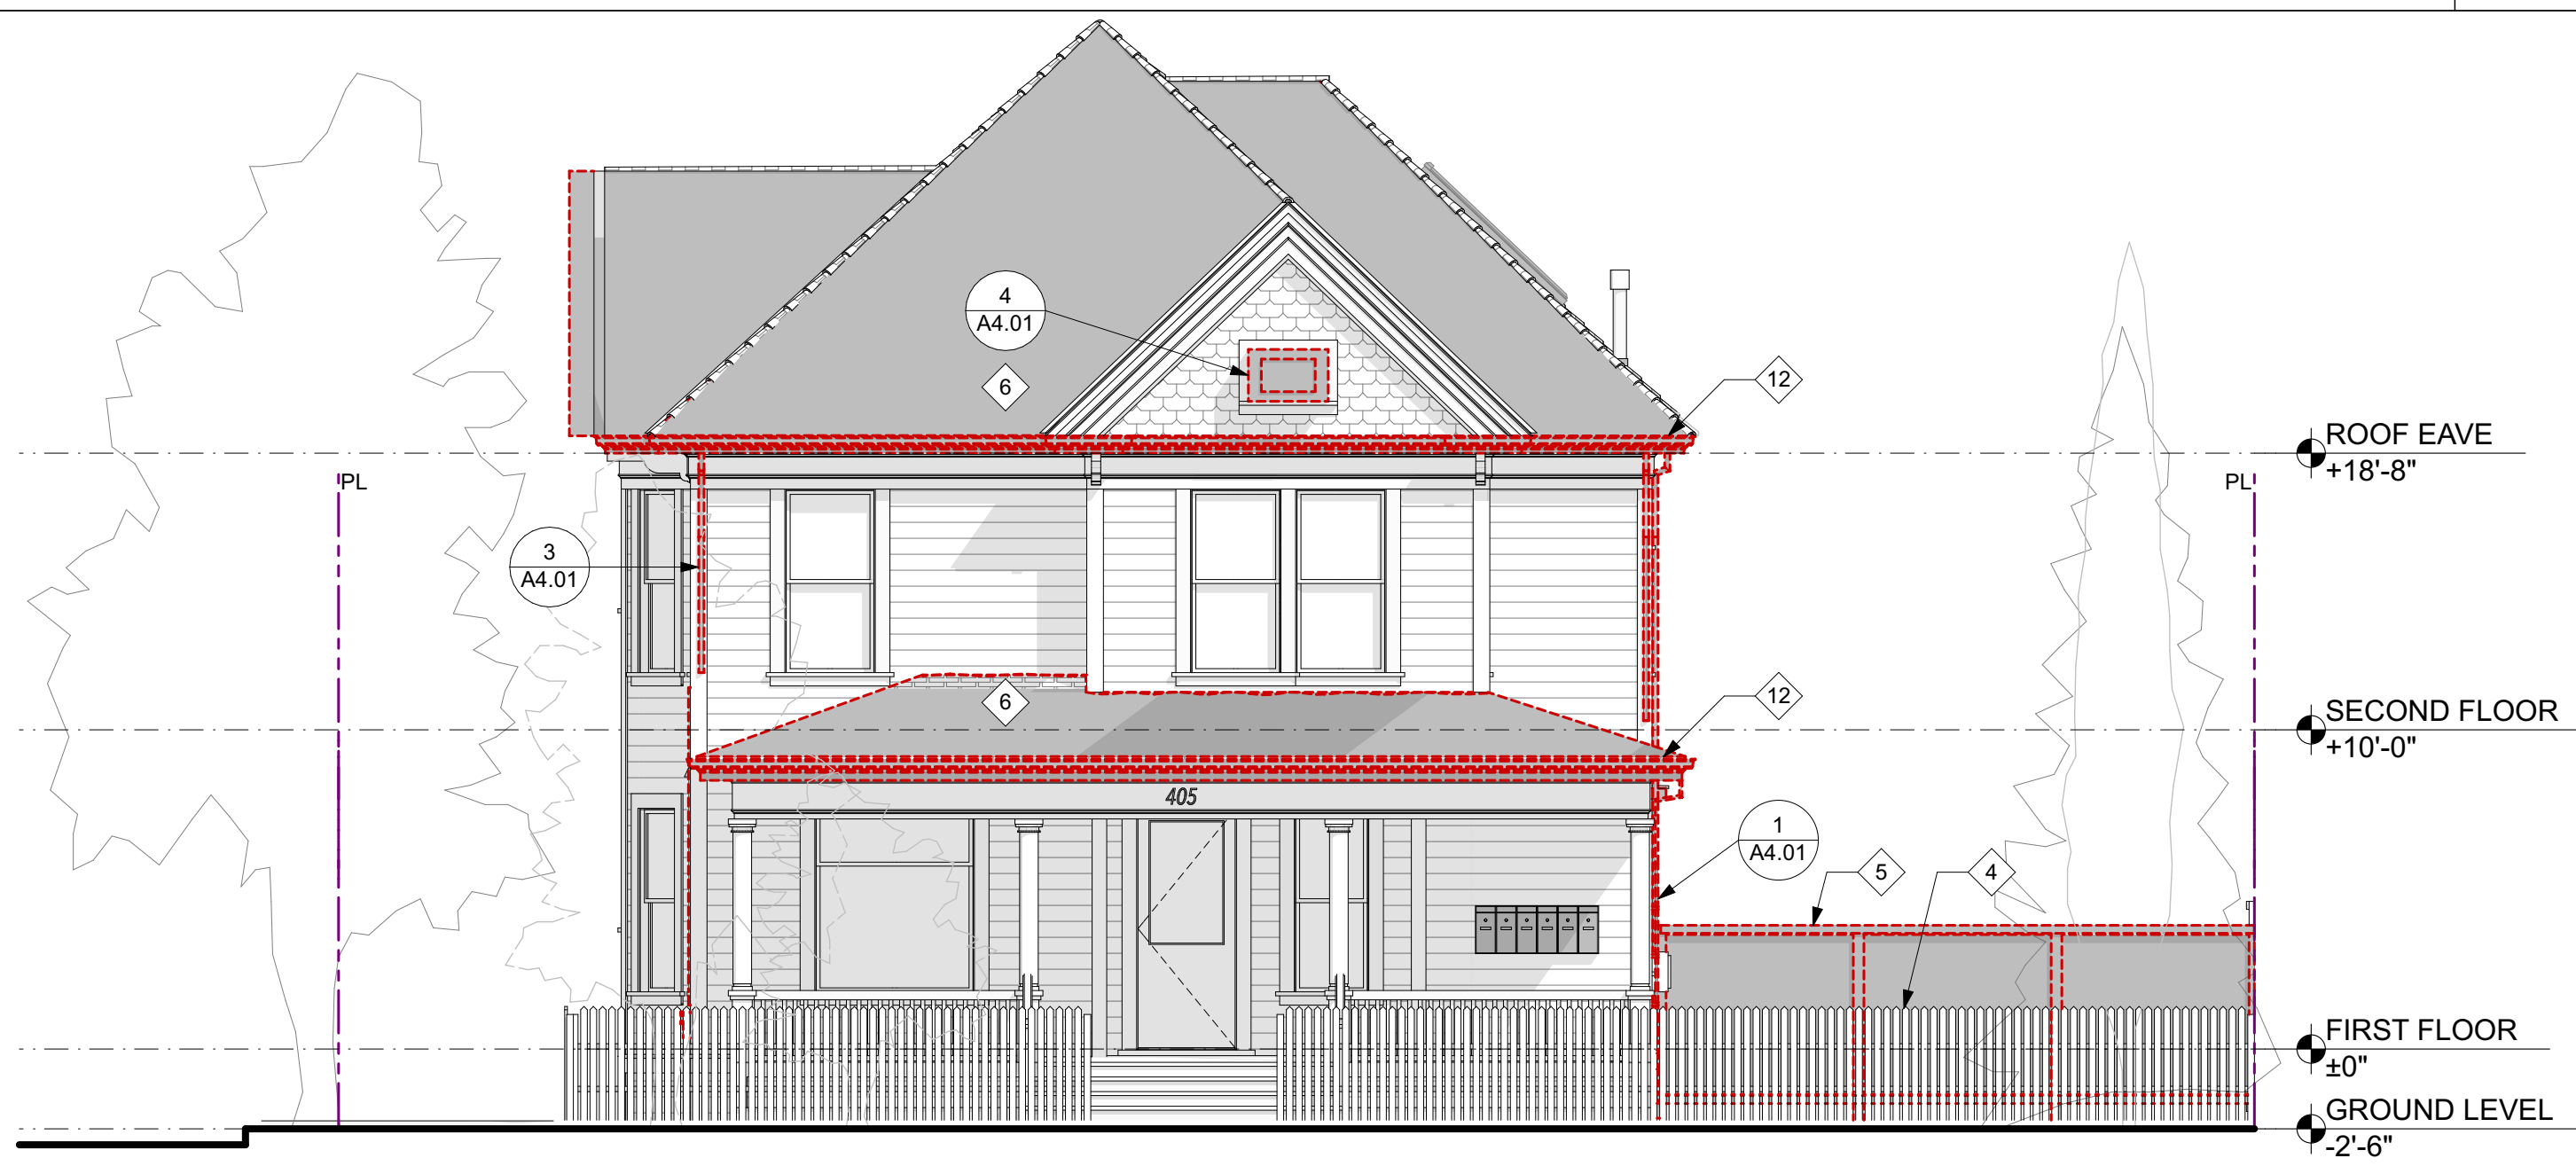 4
A4.01
6
12
ROOF EAVE
+18'-8"
PL
PL
3
A4.01
6
12
SECOND FLOOR
+10'-0"
405
1
A4.01
5
4
FIRST FLOOR
±0"
GROUND LEVEL
-2'-6"